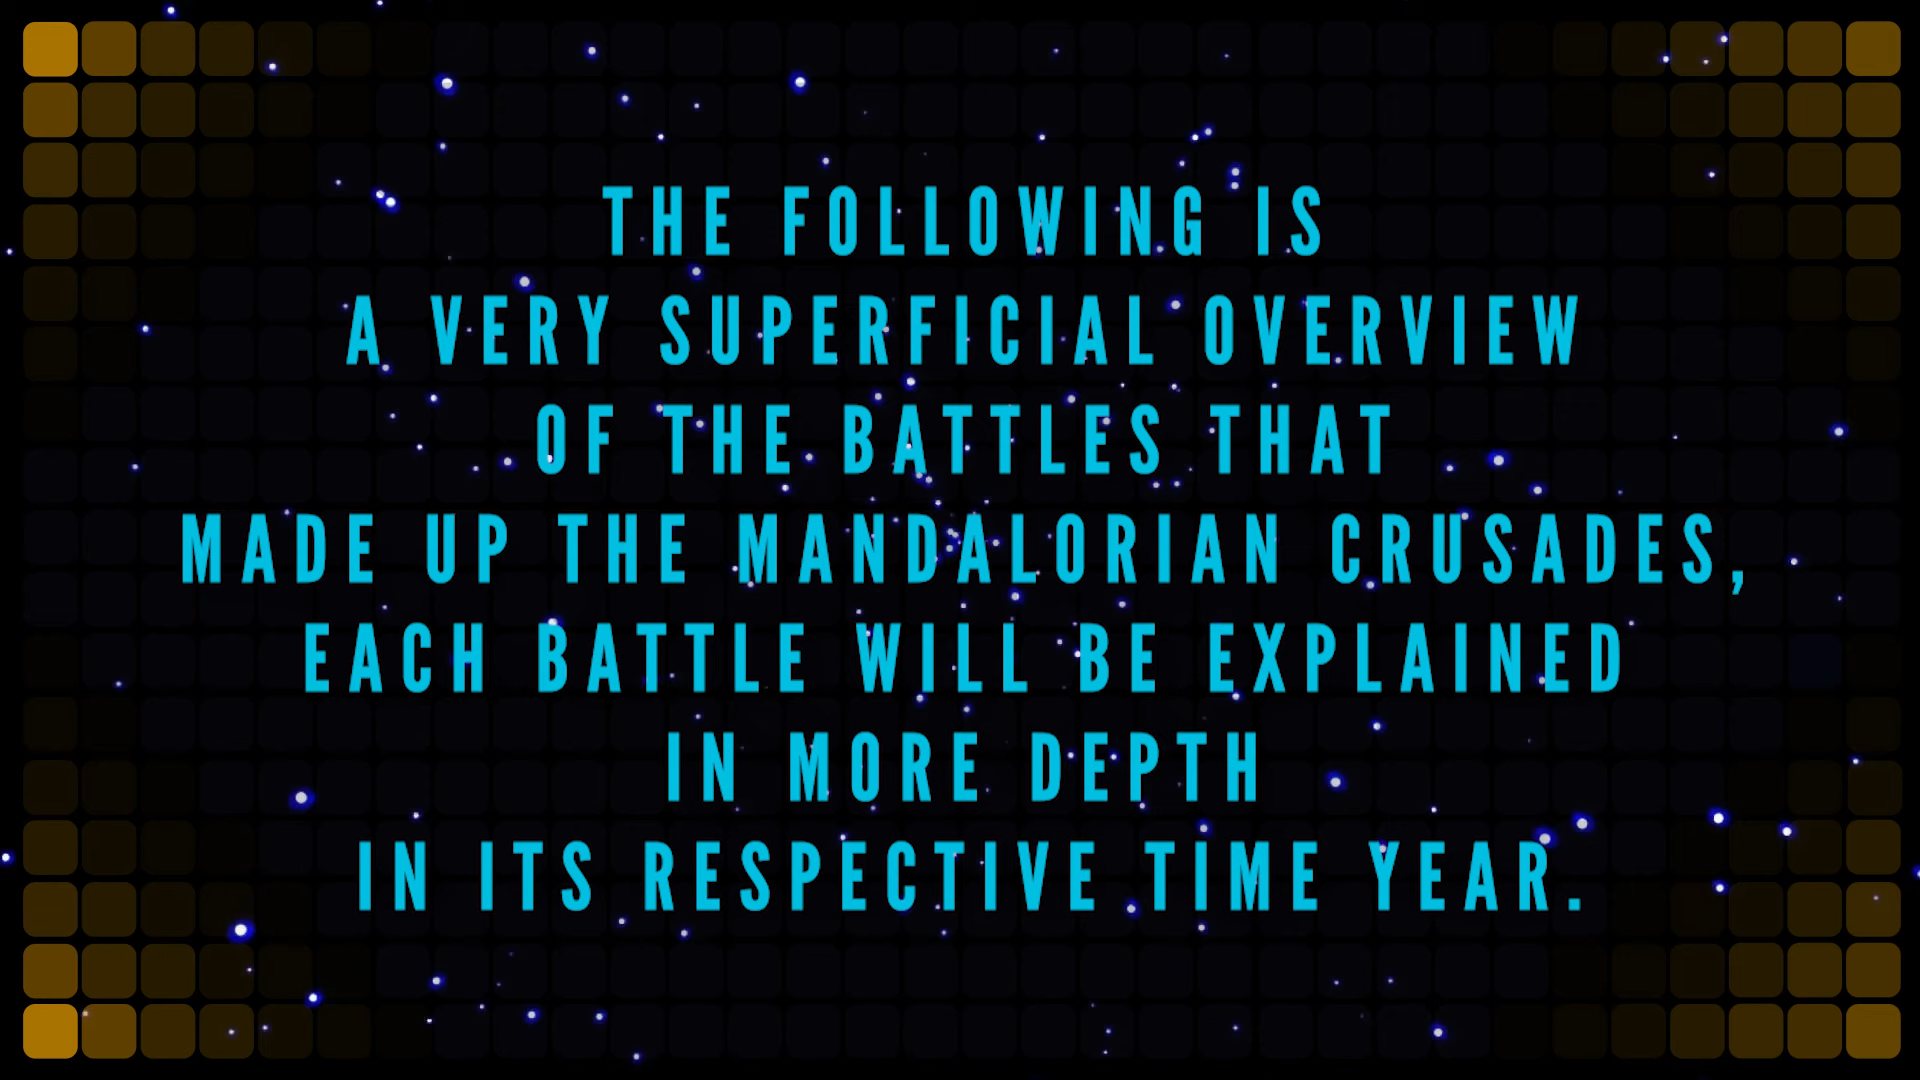 THE FOLLOWING IS
A VERY SUPERFICIAL OVERVIEW
OF THE BATTLES THAT
MADE UP THE MANDALORIAN CRUSADES,
EACH BATTLE WILL BE EXPLAINED
IN MORE DEPTH
IN ITS RESPECTIVE TIME YEAR.